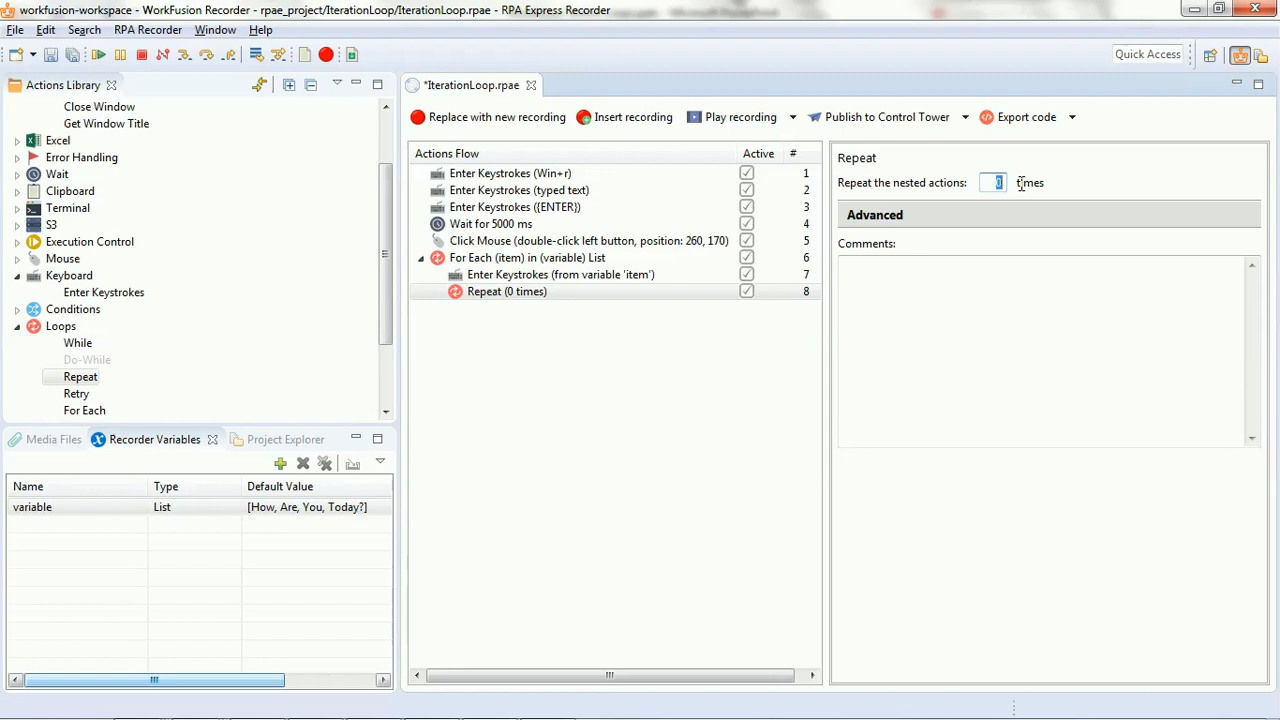 workfusion-workspace - WorkFusion Recorder - rpae_project/IterationLoop/IterationLoop.rpae - RPA Express Recorder
File Edit Search RPA Recorder Window Help
Quick Access
Actions Library
Close Window
Get Window Title
Excel
Error Handling
Wait
Clipboard
Terminal
S3
Execution Control
Mouse
Keyboard
Enter Keystrokes
Conditions
Loops
While
Do-While
Repeat
Retry
For Each
Media Files Recorder Variables Project Explorer
Name Type Default Value
variable List [How, Are, You, Today?]
*IterationLoop.rpae
Replace with new recording Insert recording Play recording Publish to Control Tower Export code
Actions Flow Active #
Enter Keystrokes (Win+r) 1
Enter Keystrokes (typed text) 2
Enter Keystrokes ({ENTER}) 3
Wait for 5000 ms 4
Click Mouse (double-click left button, position: 260, 170) 5
For Each (item) in (variable) List 6
Enter Keystrokes (from variable 'item') 7
Repeat (0 times) 8
Repeat
Repeat the nested actions: 0 times
Advanced
Comments: